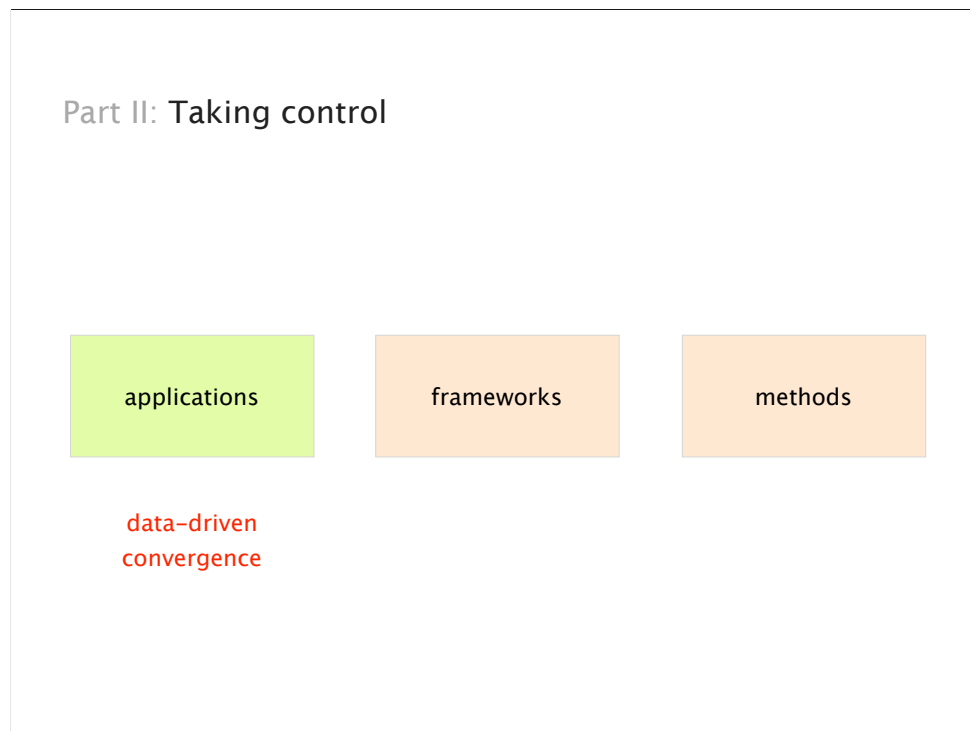 Part II: Taking control
applications
frameworks
methods
data-driven
convergence